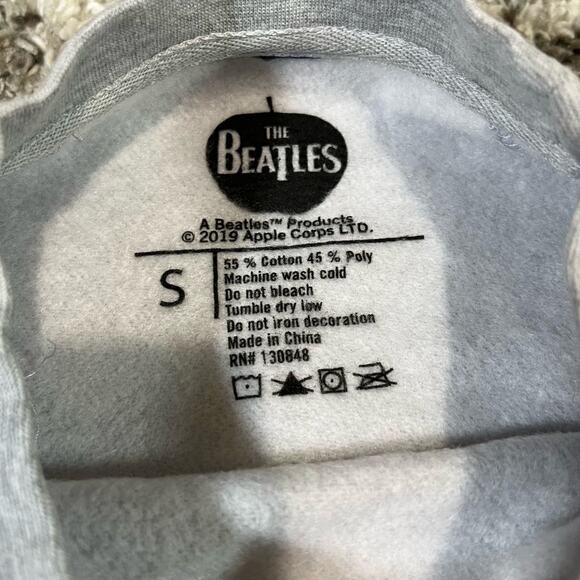 THE
BEATLES
A Beatles™ Products
© 2019 Apple Corps LTD.
S
55 % Cotton 45 % Poly
Machine wash cold
Do not bleach
Tumble dry low
Do not iron decoration
Made in China
RN# 130848